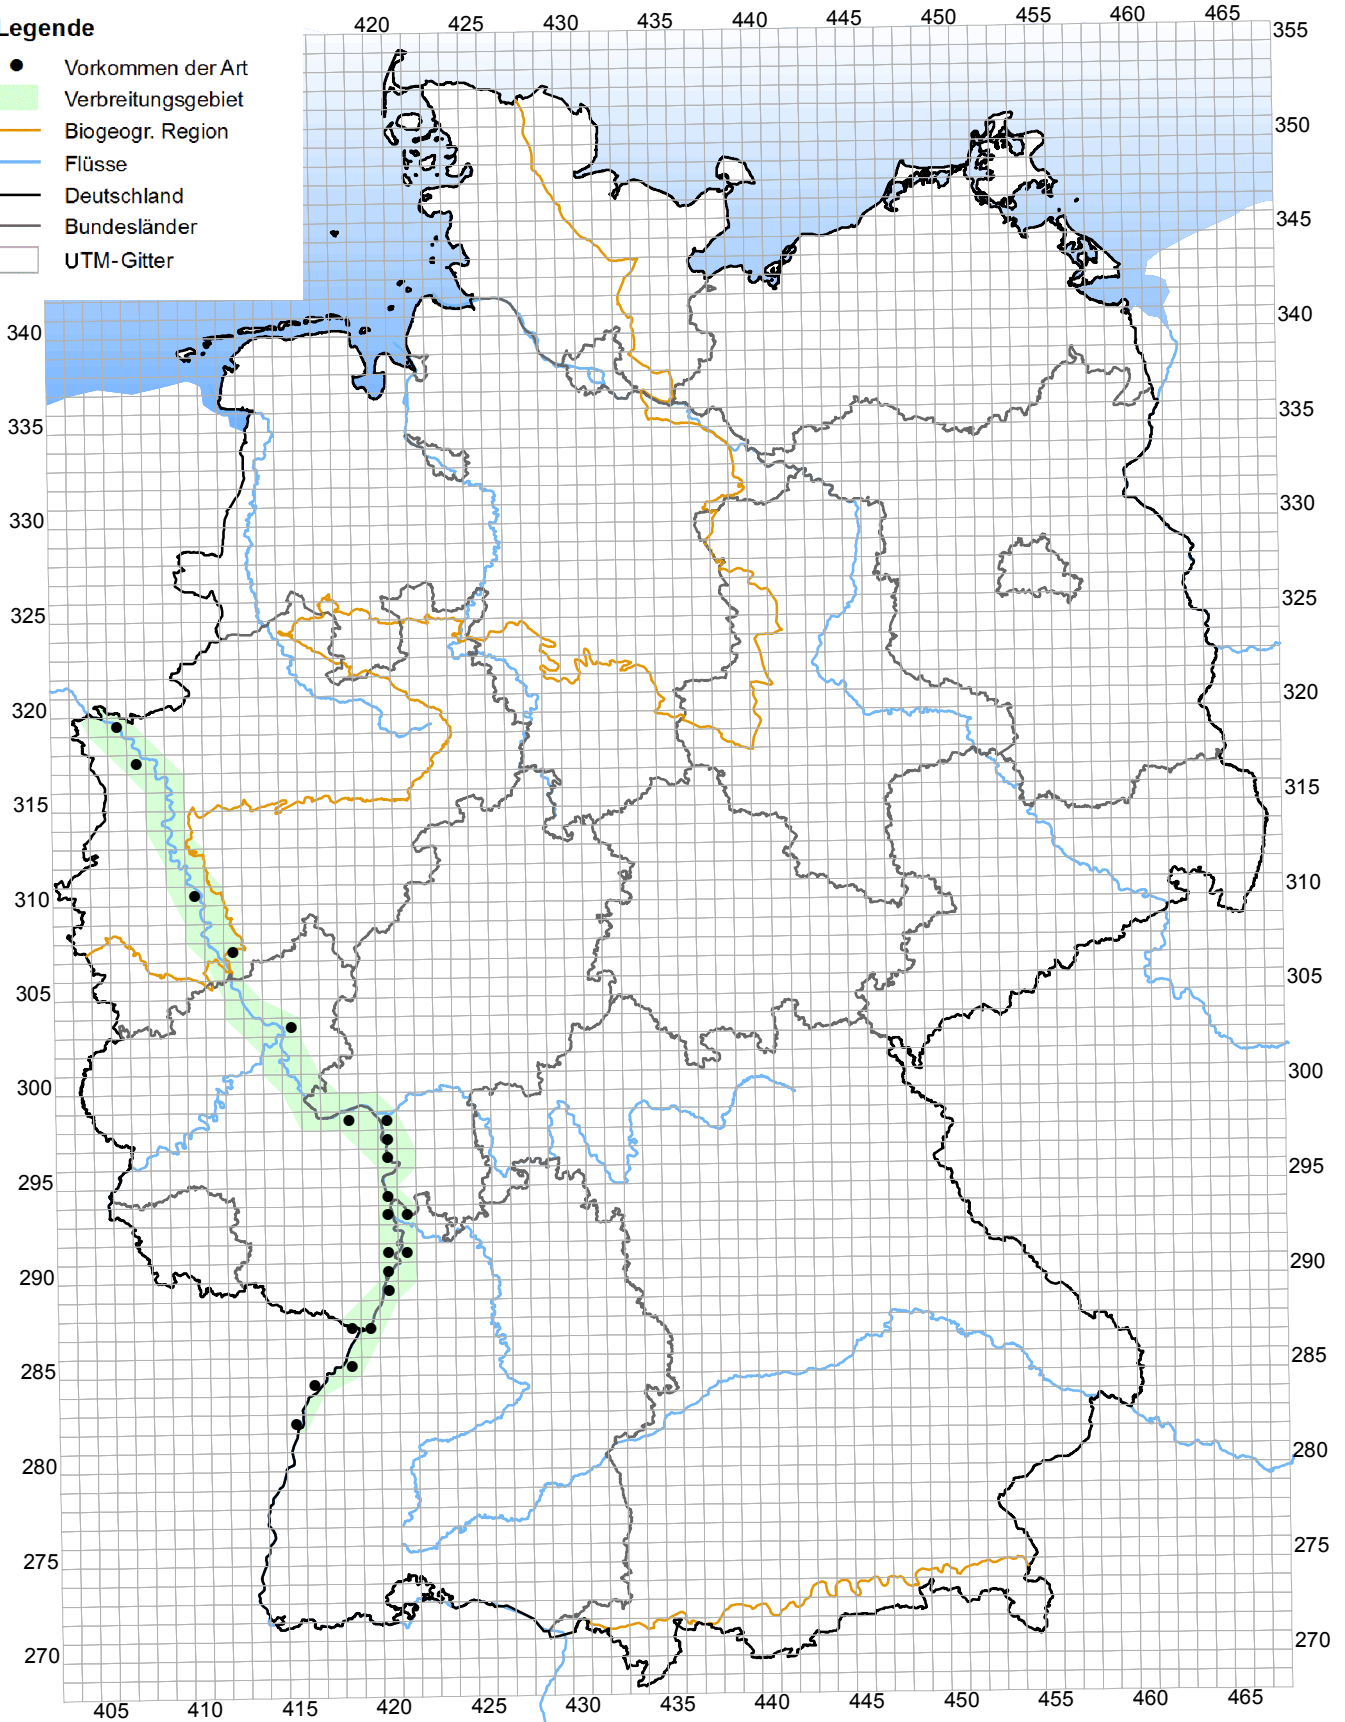 Legende
Vorkommen der Art
Verbreitungsgebiet
Biogeogr. Region
Flüsse
Deutschland
Bundesländer
UTM-Gitter
420 425 430 435 440 445 450 455 460 465
355
350
345
340 340
335 335
330 330
325 325
320 320
315 315
310 310
305 305
300 300
295 295
290 290
285 285
280 280
275 275
270 270
405 410 415 420 425 430 435 440 445 450 455 460 465